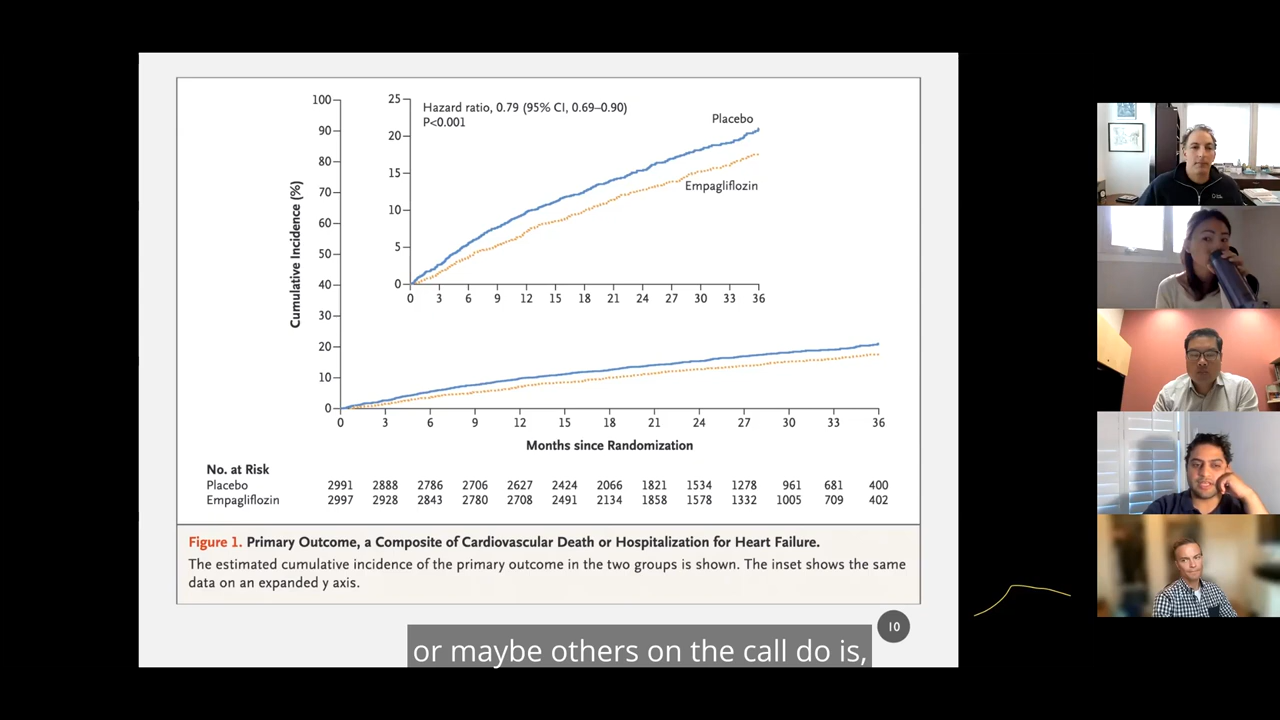 100
90
80
70
60
50
40
30
20
10
0
Cumulative Incidence (%)
25
20
15
10
5
0
Hazard ratio, 0.79 (95% CI, 0.69–0.90)
P<0.001
Placebo
Empagliflozin
0 3 6 9 12 15 18 21 24 27 30 33 36
0 3 6 9 12 15 18 21 24 27 30 33 36
Months since Randomization
No. at Risk
Placebo 2991 2888 2786 2706 2627 2424 2066 1821 1534 1278 961 681 400
Empagliflozin 2997 2928 2843 2780 2708 2491 2134 1858 1578 1332 1005 709 402
Figure 1. Primary Outcome, a Composite of Cardiovascular Death or Hospitalization for Heart Failure.
The estimated cumulative incidence of the primary outcome in the two groups is shown. The inset shows the same
data on an expanded y axis.
10
or maybe others on the call do is,